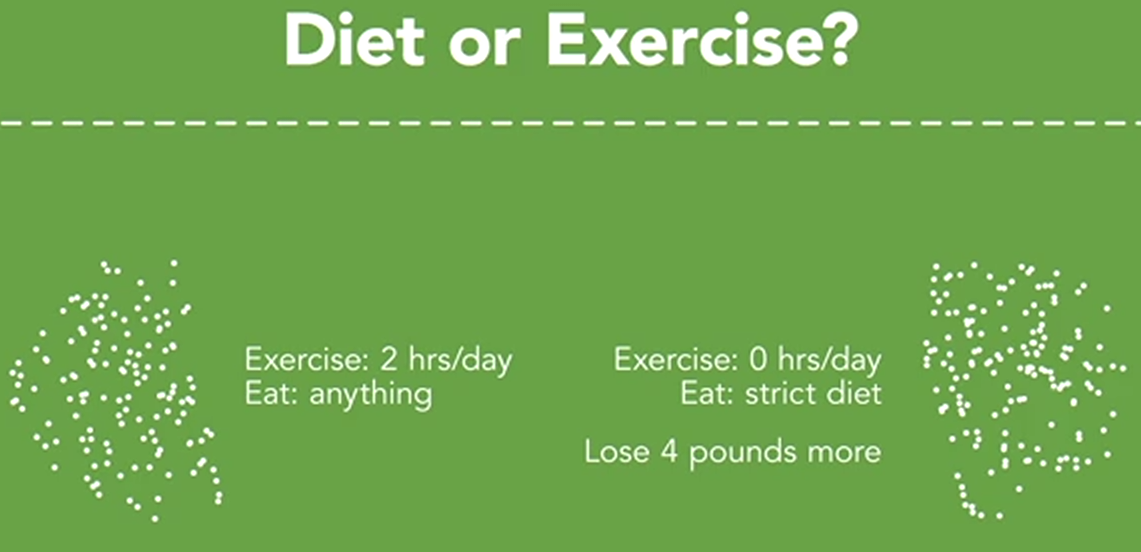 Diet or Exercise?
Exercise: 2 hrs/day
Eat: anything
Exercise: 0 hrs/day
Eat: strict diet
Lose 4 pounds more